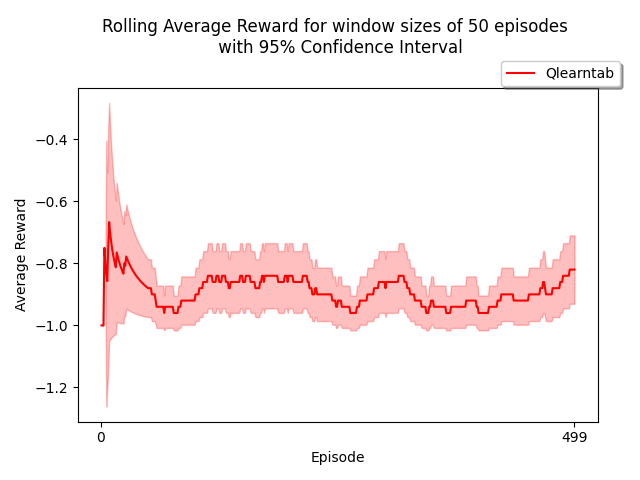 Rolling Average Reward for window sizes of 50 episodes
with 95% Confidence Interval
Qlearntab
Average Reward
−0.4
−0.6
−0.8
−1.0
−1.2
0
499
Episode